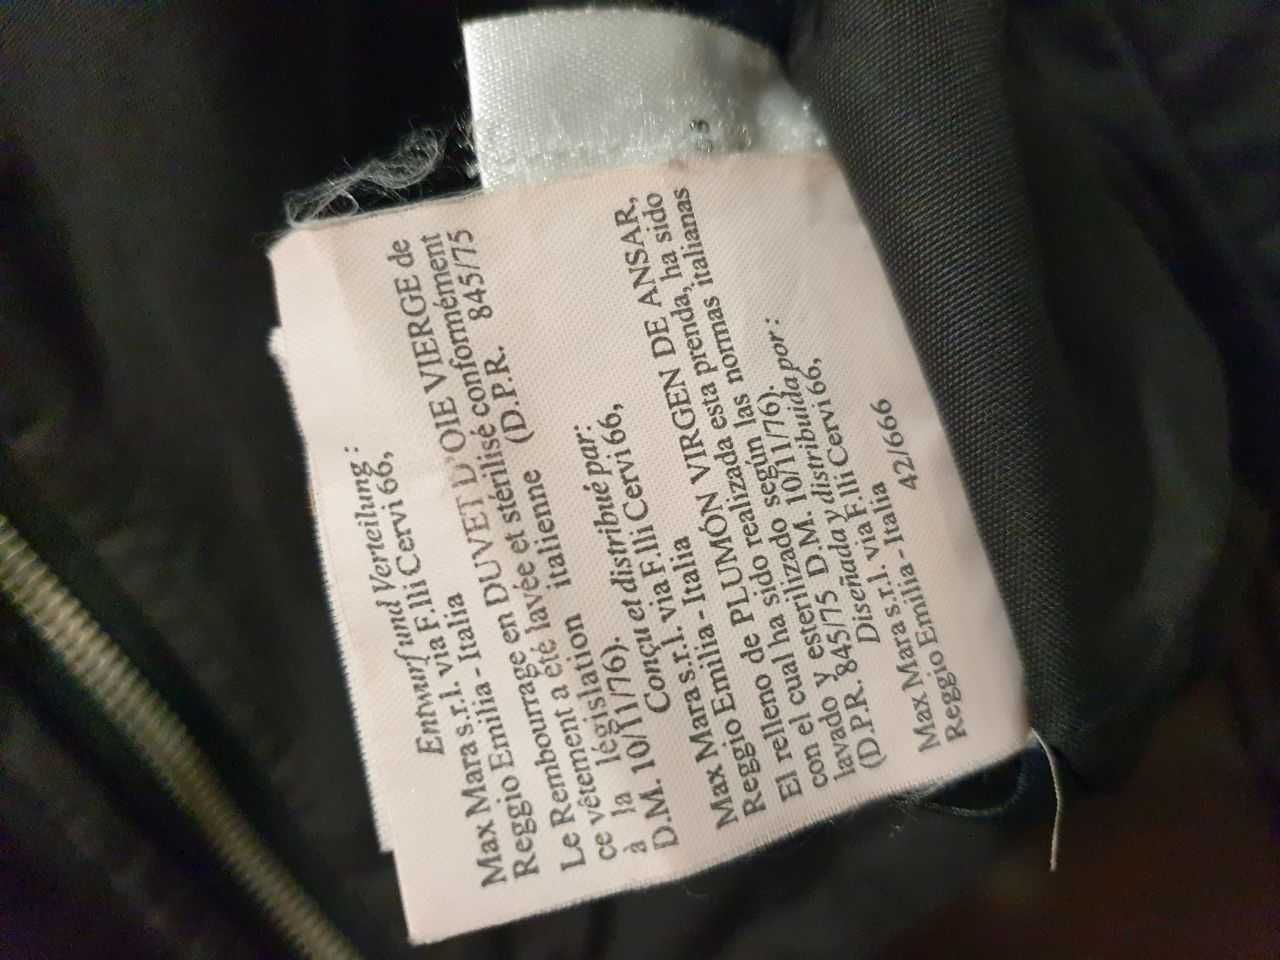 Entwurf und Verteilung :
Max Mara s.r.l. via F.lli Cervi 66,
Reggio Emilia - Italia
Le Rembourrage en DUVET D'OIE VIERGE de
ce vêtement a été lavée et stérilisé conformément
à la législation italienne (D.P.R. 845/75
D.M. 10/11/76).
Conçu et distribué par:
Max Mara s.r.l. via F.lli Cervi 66,
Reggio Emilia - Italia
El relleno de PLUMÓN VIRGEN DE ANSAR,
con el cual ha sido realizada esta prenda, ha sido
lavado y esterilizado según las normas italianas
(D.P.R. 845/75 D.M. 10/11/76).
Diseñada y distribuida por :
Max Mara s.r.l. via F.lli Cervi 66,
Reggio Emilia - Italia
42/666